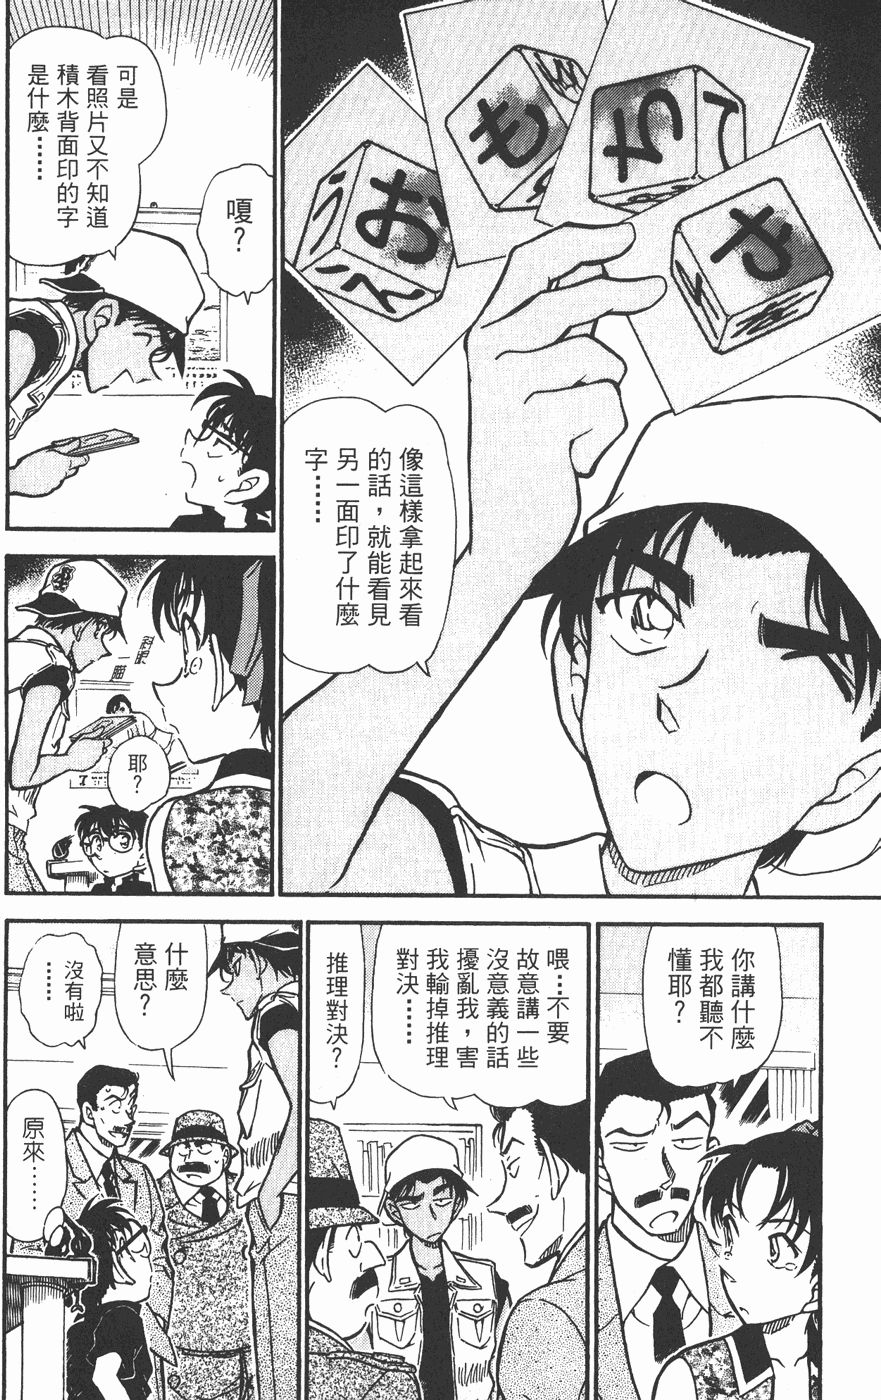 お
も
ち
や
像這樣拿起來看
的話，就能看見
另一面印了什麼
字……
嗄？
可是
看照片又不知道
積木背面印的字
是什麼……
耶？
你講什麼
我都聽不
懂耶？
喂…不要
故意講一些
沒意義的話
擾亂我，害
我輸掉推理
對決……
推理對決？
什麼
意思？
沒有啦
……
原來……